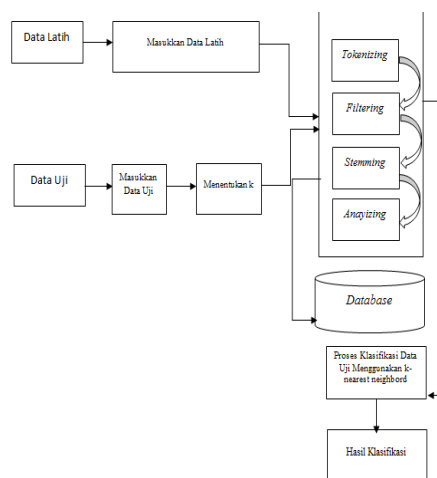 Data Latih
Masukkan Data Latih
Tokenizing
Filtering
Stemming
Anayizing
Data Uji
Masukkan
Data Uji
Menentukan k
Database
Proses Klasifikasi Data
Uji Menggunakan k-
nearest neighbord
Hasil Klasifikasi